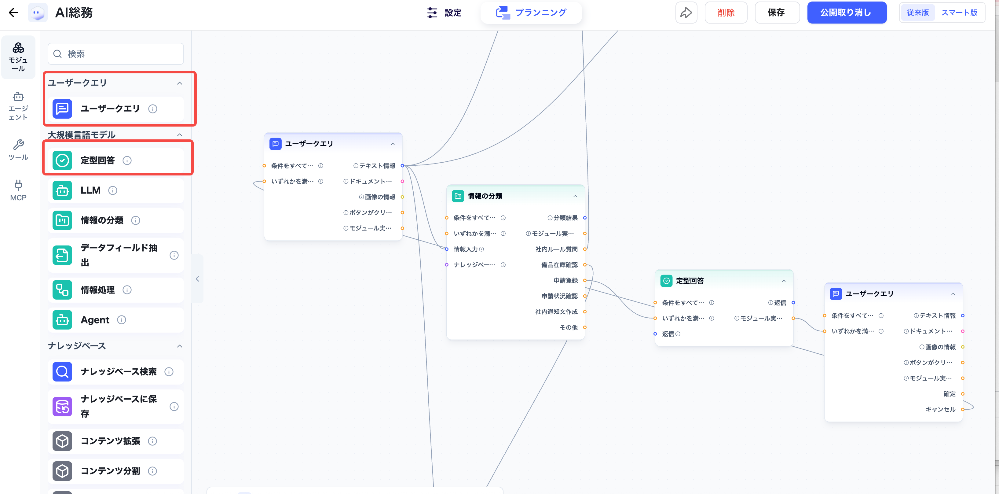 AI総務
設定
プランニング
削除
保存
公開取り消し
従来版
スマート版
モジュ
ール
エージ
ェント
ツール
MCP
検索
ユーザークエリ
ユーザークエリ
大規模言語モデル
定型回答
LLM
情報の分類
データフィールド抽
出
情報処理
Agent
ナレッジベース
ナレッジベース検索
ナレッジベースに保
存
コンテンツ拡張
コンテンツ分割
ユーザークエリ
条件をすべて…
テキスト情報
いずれかを満…
ドキュメント…
画像の情報
ボタンがクリ…
モジュール実…
情報の分類
条件をすべて…
分類結果
いずれかを満…
モジュール実…
情報入力
社内ルール質問
ナレッジベー…
備品在庫確認
申請登録
申請状況確認
社内通知文作成
その他
定型回答
条件をすべて…
返信
いずれかを満…
モジュール実…
返信
ユーザークエリ
条件をすべて…
テキスト情報
いずれかを満…
ドキュメント…
画像の情報
ボタンがクリ…
モジュール実…
確定
キャンセル